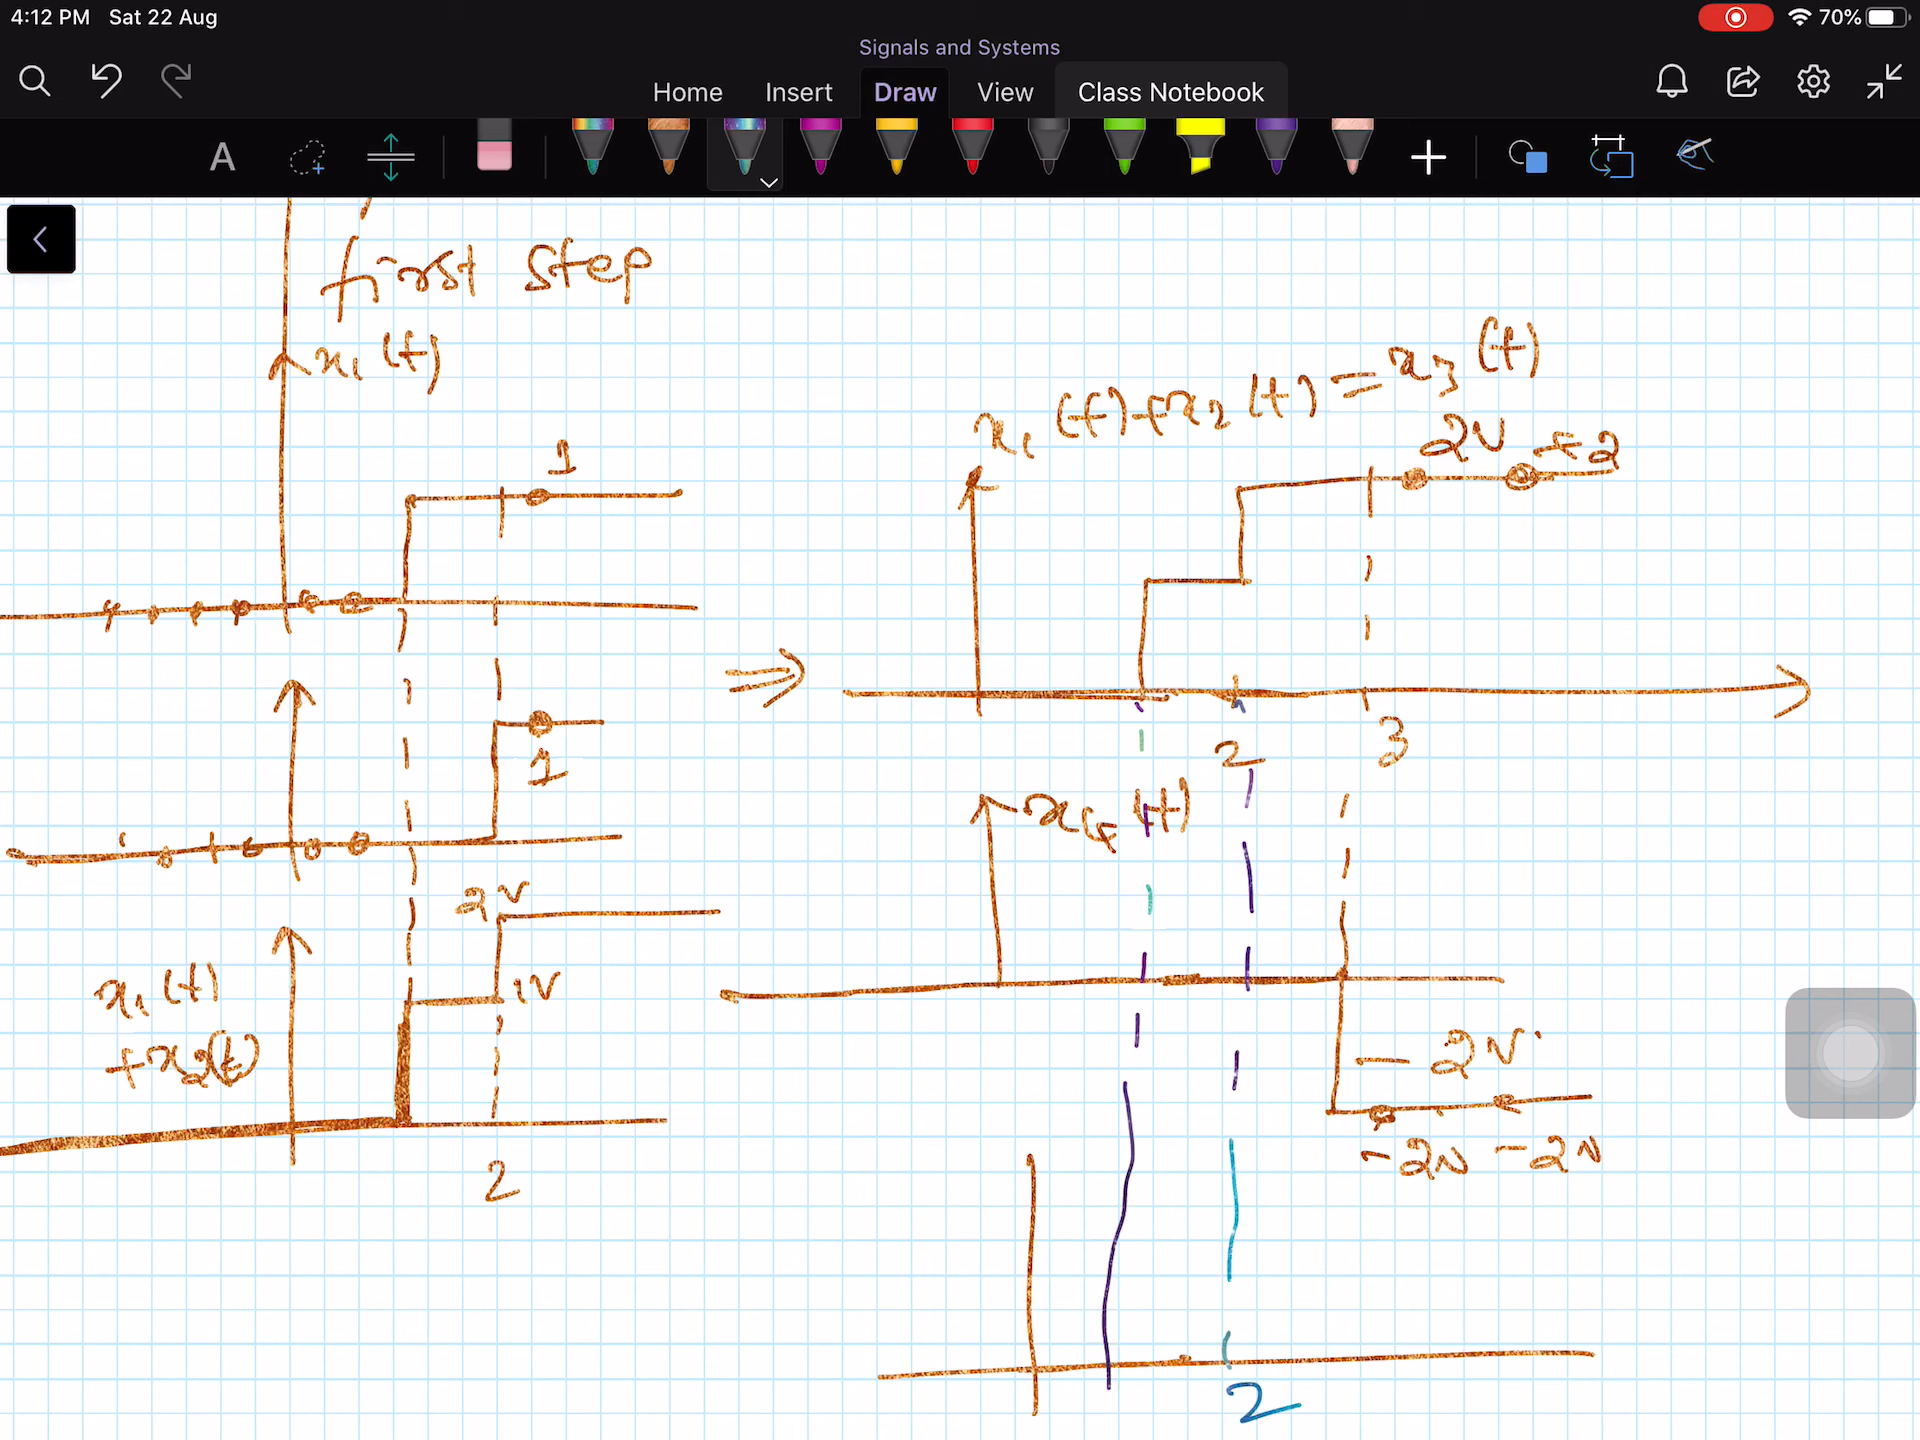 4:12 PM Sat 22 Aug
70%
Signals and Systems
Home Insert Draw View Class Notebook
A
first step
x₁(t)
1
1
2V
1V
x₁(t)
+x₂(t)
2
x₁(t)+x₂(t)=x₃(t)
2V +2
2
3
(t)
-2V
-2V -2V
2